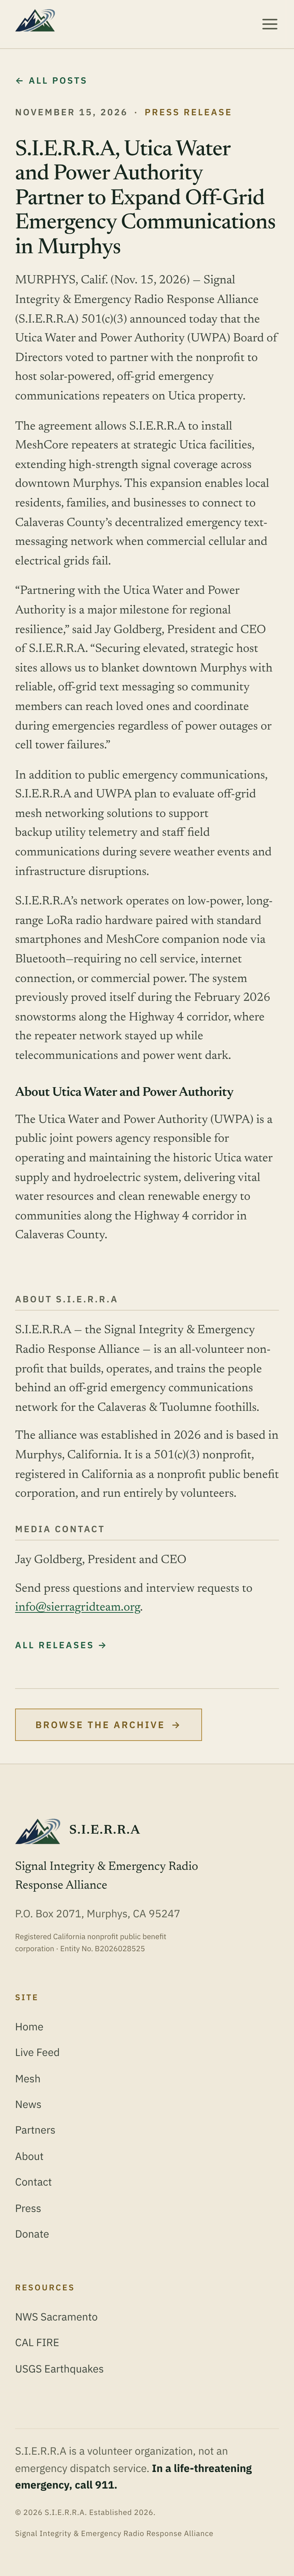 ← ALL POSTS
NOVEMBER 15, 2026 · PRESS RELEASE
S.I.E.R.R.A, Utica Water
and Power Authority
Partner to Expand Off-Grid
Emergency Communications
in Murphys
MURPHYS, Calif. (Nov. 15, 2026) — Signal
Integrity & Emergency Radio Response Alliance
(S.I.E.R.R.A) 501(c)(3) announced today that the
Utica Water and Power Authority (UWPA) Board of
Directors voted to partner with the nonprofit to
host solar-powered, off-grid emergency
communications repeaters on Utica property.
The agreement allows S.I.E.R.R.A to install
MeshCore repeaters at strategic Utica facilities,
extending high-strength signal coverage across
downtown Murphys. This expansion enables local
residents, families, and businesses to connect to
Calaveras County’s decentralized emergency text-
messaging network when commercial cellular and
electrical grids fail.
“Partnering with the Utica Water and Power
Authority is a major milestone for regional
resilience,” said Jay Goldberg, President and CEO
of S.I.E.R.R.A. “Securing elevated, strategic host
sites allows us to blanket downtown Murphys with
reliable, off-grid text messaging so community
members can reach loved ones and coordinate
during emergencies regardless of power outages or
cell tower failures.”
In addition to public emergency communications,
S.I.E.R.R.A and UWPA plan to evaluate off-grid
mesh networking solutions to support
backup utility telemetry and staff field
communications during severe weather events and
infrastructure disruptions.
S.I.E.R.R.A’s network operates on low-power, long-
range LoRa radio hardware paired with standard
smartphones and MeshCore companion node via
Bluetooth—requiring no cell service, internet
connection, or commercial power. The system
previously proved itself during the February 2026
snowstorms along the Highway 4 corridor, where
the repeater network stayed up while
telecommunications and power went dark.
About Utica Water and Power Authority
The Utica Water and Power Authority (UWPA) is a
public joint powers agency responsible for
operating and maintaining the historic Utica water
supply and hydroelectric system, delivering vital
water resources and clean renewable energy to
communities along the Highway 4 corridor in
Calaveras County.
ABOUT S.I.E.R.R.A
S.I.E.R.R.A — the Signal Integrity & Emergency
Radio Response Alliance — is an all-volunteer non-
profit that builds, operates, and trains the people
behind an off-grid emergency communications
network for the Calaveras & Tuolumne foothills.
The alliance was established in 2026 and is based in
Murphys, California. It is a 501(c)(3) nonprofit,
registered in California as a nonprofit public benefit
corporation, and run entirely by volunteers.
MEDIA CONTACT
Jay Goldberg, President and CEO
Send press questions and interview requests to
info@sierragridteam.org.
ALL RELEASES →
BROWSE THE ARCHIVE →
S.I.E.R.R.A
Signal Integrity & Emergency Radio
Response Alliance
P.O. Box 2071, Murphys, CA 95247
Registered California nonprofit public benefit
corporation · Entity No. B2026028525
SITE
Home
Live Feed
Mesh
News
Partners
About
Contact
Press
Donate
RESOURCES
NWS Sacramento
CAL FIRE
USGS Earthquakes
S.I.E.R.R.A is a volunteer organization, not an
emergency dispatch service. In a life-threatening
emergency, call 911.
© 2026 S.I.E.R.R.A. Established 2026.
Signal Integrity & Emergency Radio Response Alliance